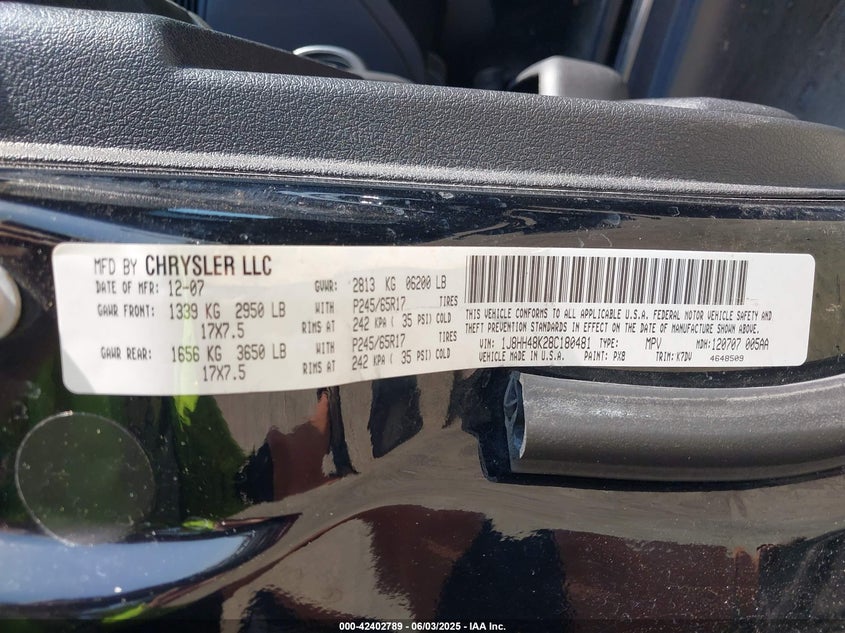 MFD BY CHRYSLER LLC
DATE OF MFR: 12-07
GVWR: 2813 KG 06200 LB
GAWR FRONT: 1339 KG 2950 LB WITH P245/65R17 TIRES
17X7.5 RIMS AT 242 KPA ( 35 PSI) COLD
GAWR REAR: 1656 KG 3650 LB WITH P245/65R17 TIRES
17X7.5 RIMS AT 242 KPA ( 35 PSI) COLD
THIS VEHICLE CONFORMS TO ALL APPLICABLE U.S.A. FEDERAL MOTOR VEHICLE SAFETY AND
THEFT PREVENTION STANDARDS IN EFFECT ON THE DATE OF MANUFACTURE SHOWN ABOVE.
VIN: 1J8HH48K28C180481 TYPE: MPV MDH: 120707 005AA
VEHICLE MADE IN U.S.A. PAINT: PX8 TRIM: K7DV 4648509
000-42402789 - 06/03/2025 - IAA Inc.